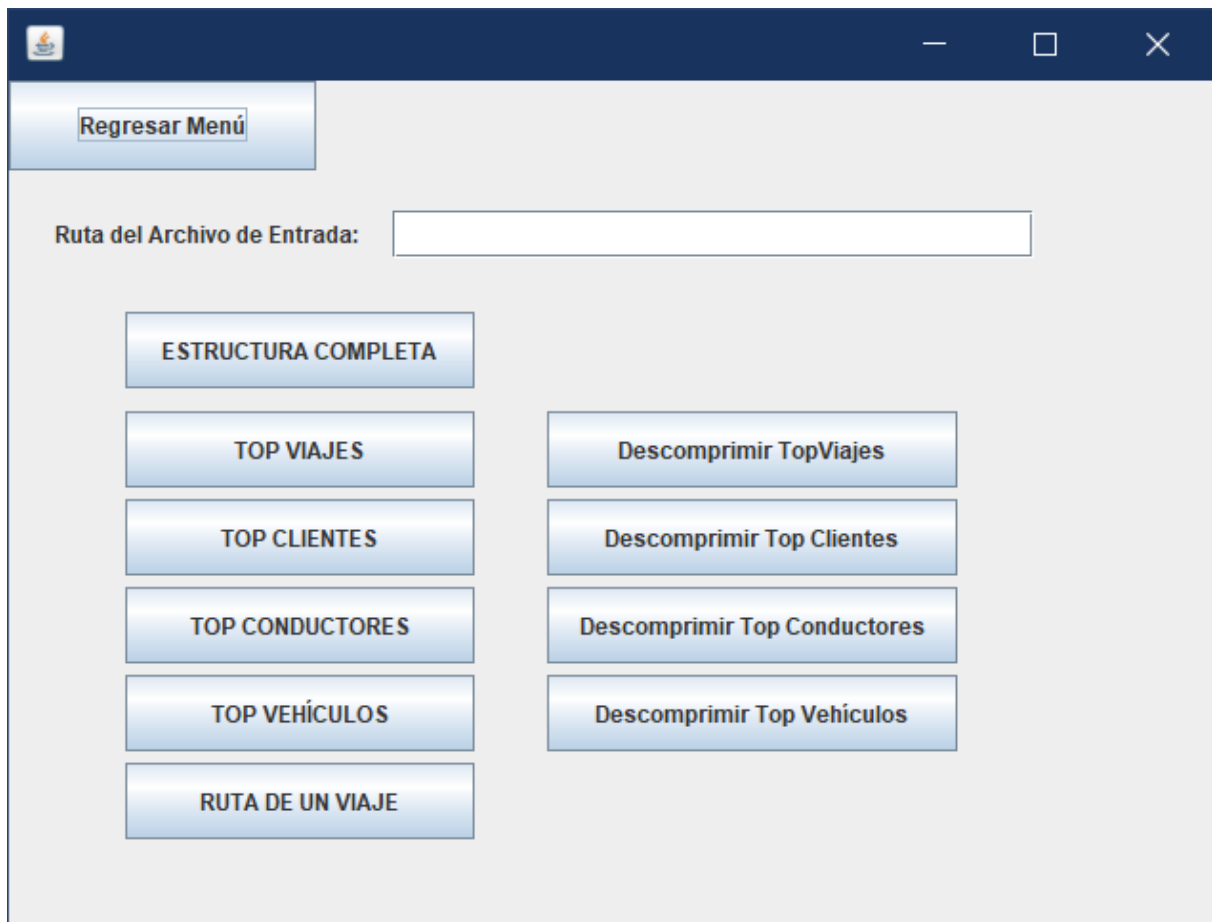 Regresar Menú
Ruta del Archivo de Entrada:
ESTRUCTURA COMPLETA
TOP VIAJES
Descomprimir TopViajes
TOP CLIENTES
Descomprimir Top Clientes
TOP CONDUCTORES
Descomprimir Top Conductores
TOP VEHÍCULOS
Descomprimir Top Vehículos
RUTA DE UN VIAJE